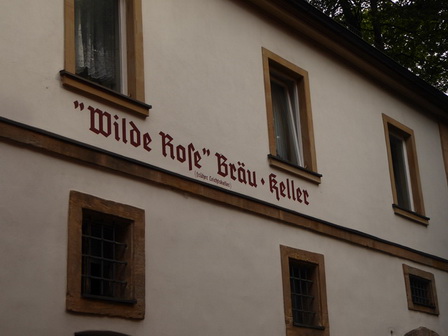 "Wilde Roſe" Bräu · Keller